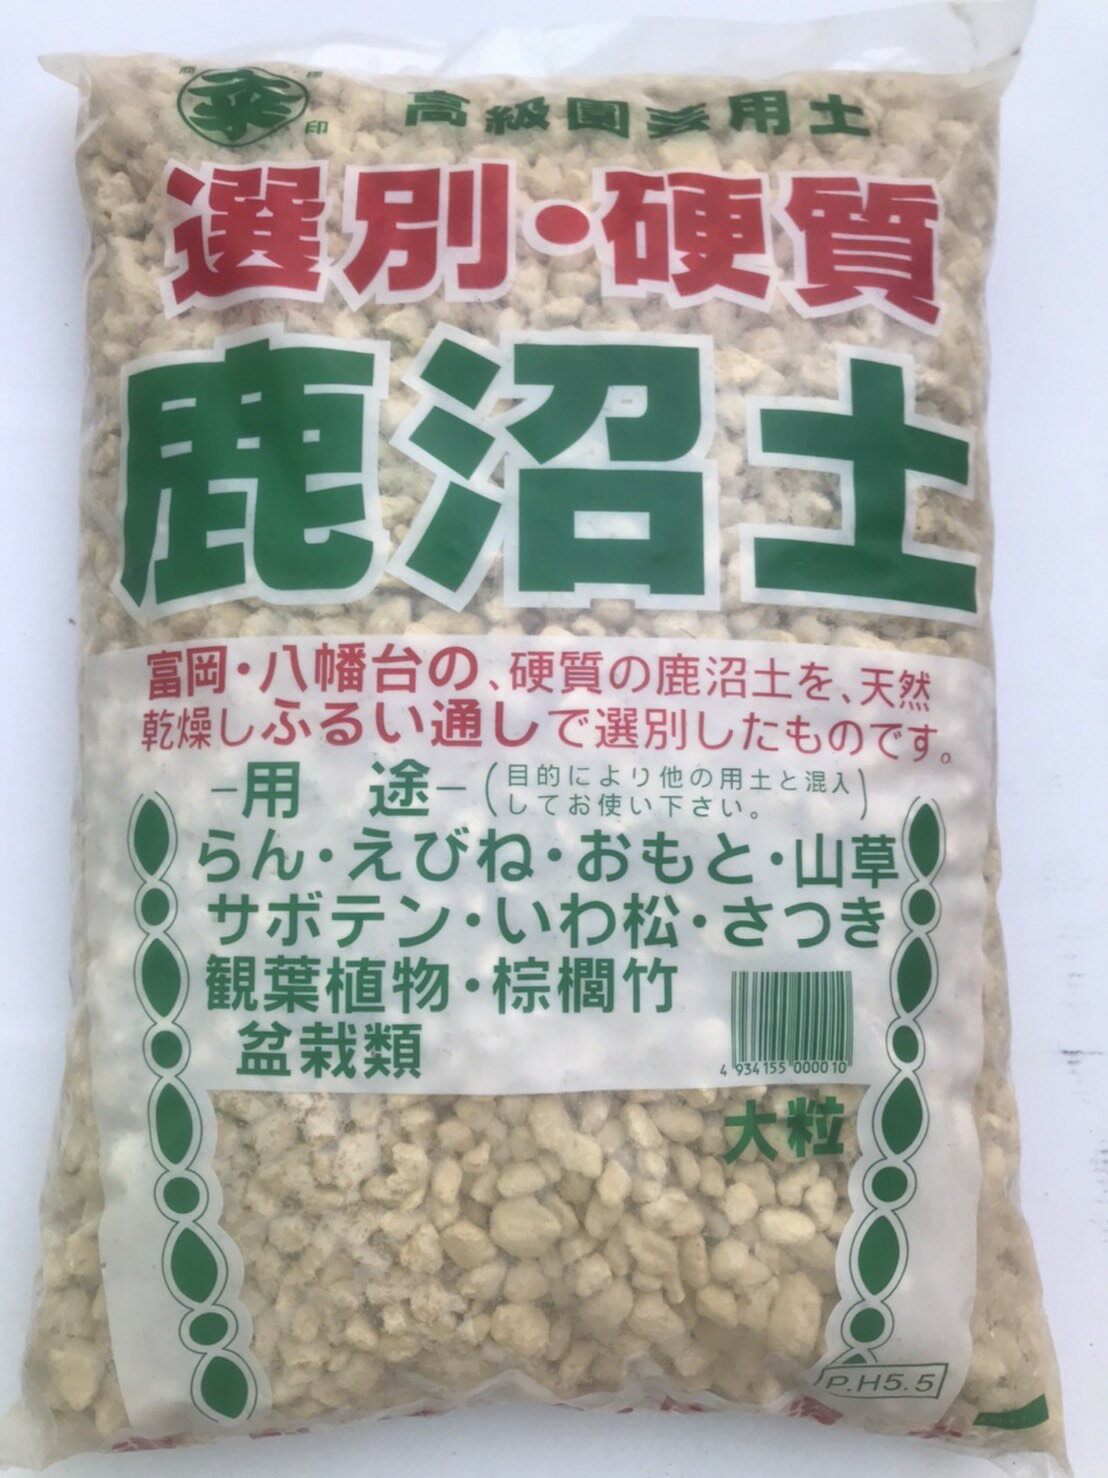 商標
印
高級園芸用土
選別・硬質
鹿沼土
富岡・八幡台の、硬質の鹿沼土を、天然
乾燥しふるい通しで選別したものです。
－用　途－（目的により他の用土と混入
してお使い下さい。）
らん・えびね・おもと・山草
サボテン・いわ松・さつき
観葉植物・棕櫚竹
盆栽類
4 934155 000010
大粒
P.H5.5